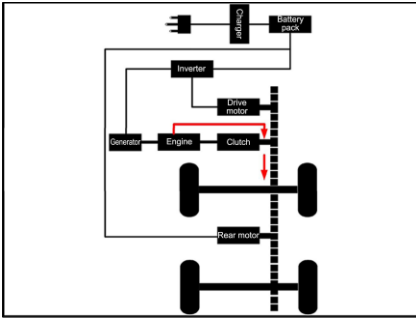 Charger
Battery
pack
Inverter
Drive
motor
Generator
Engine
Clutch
Rear motor